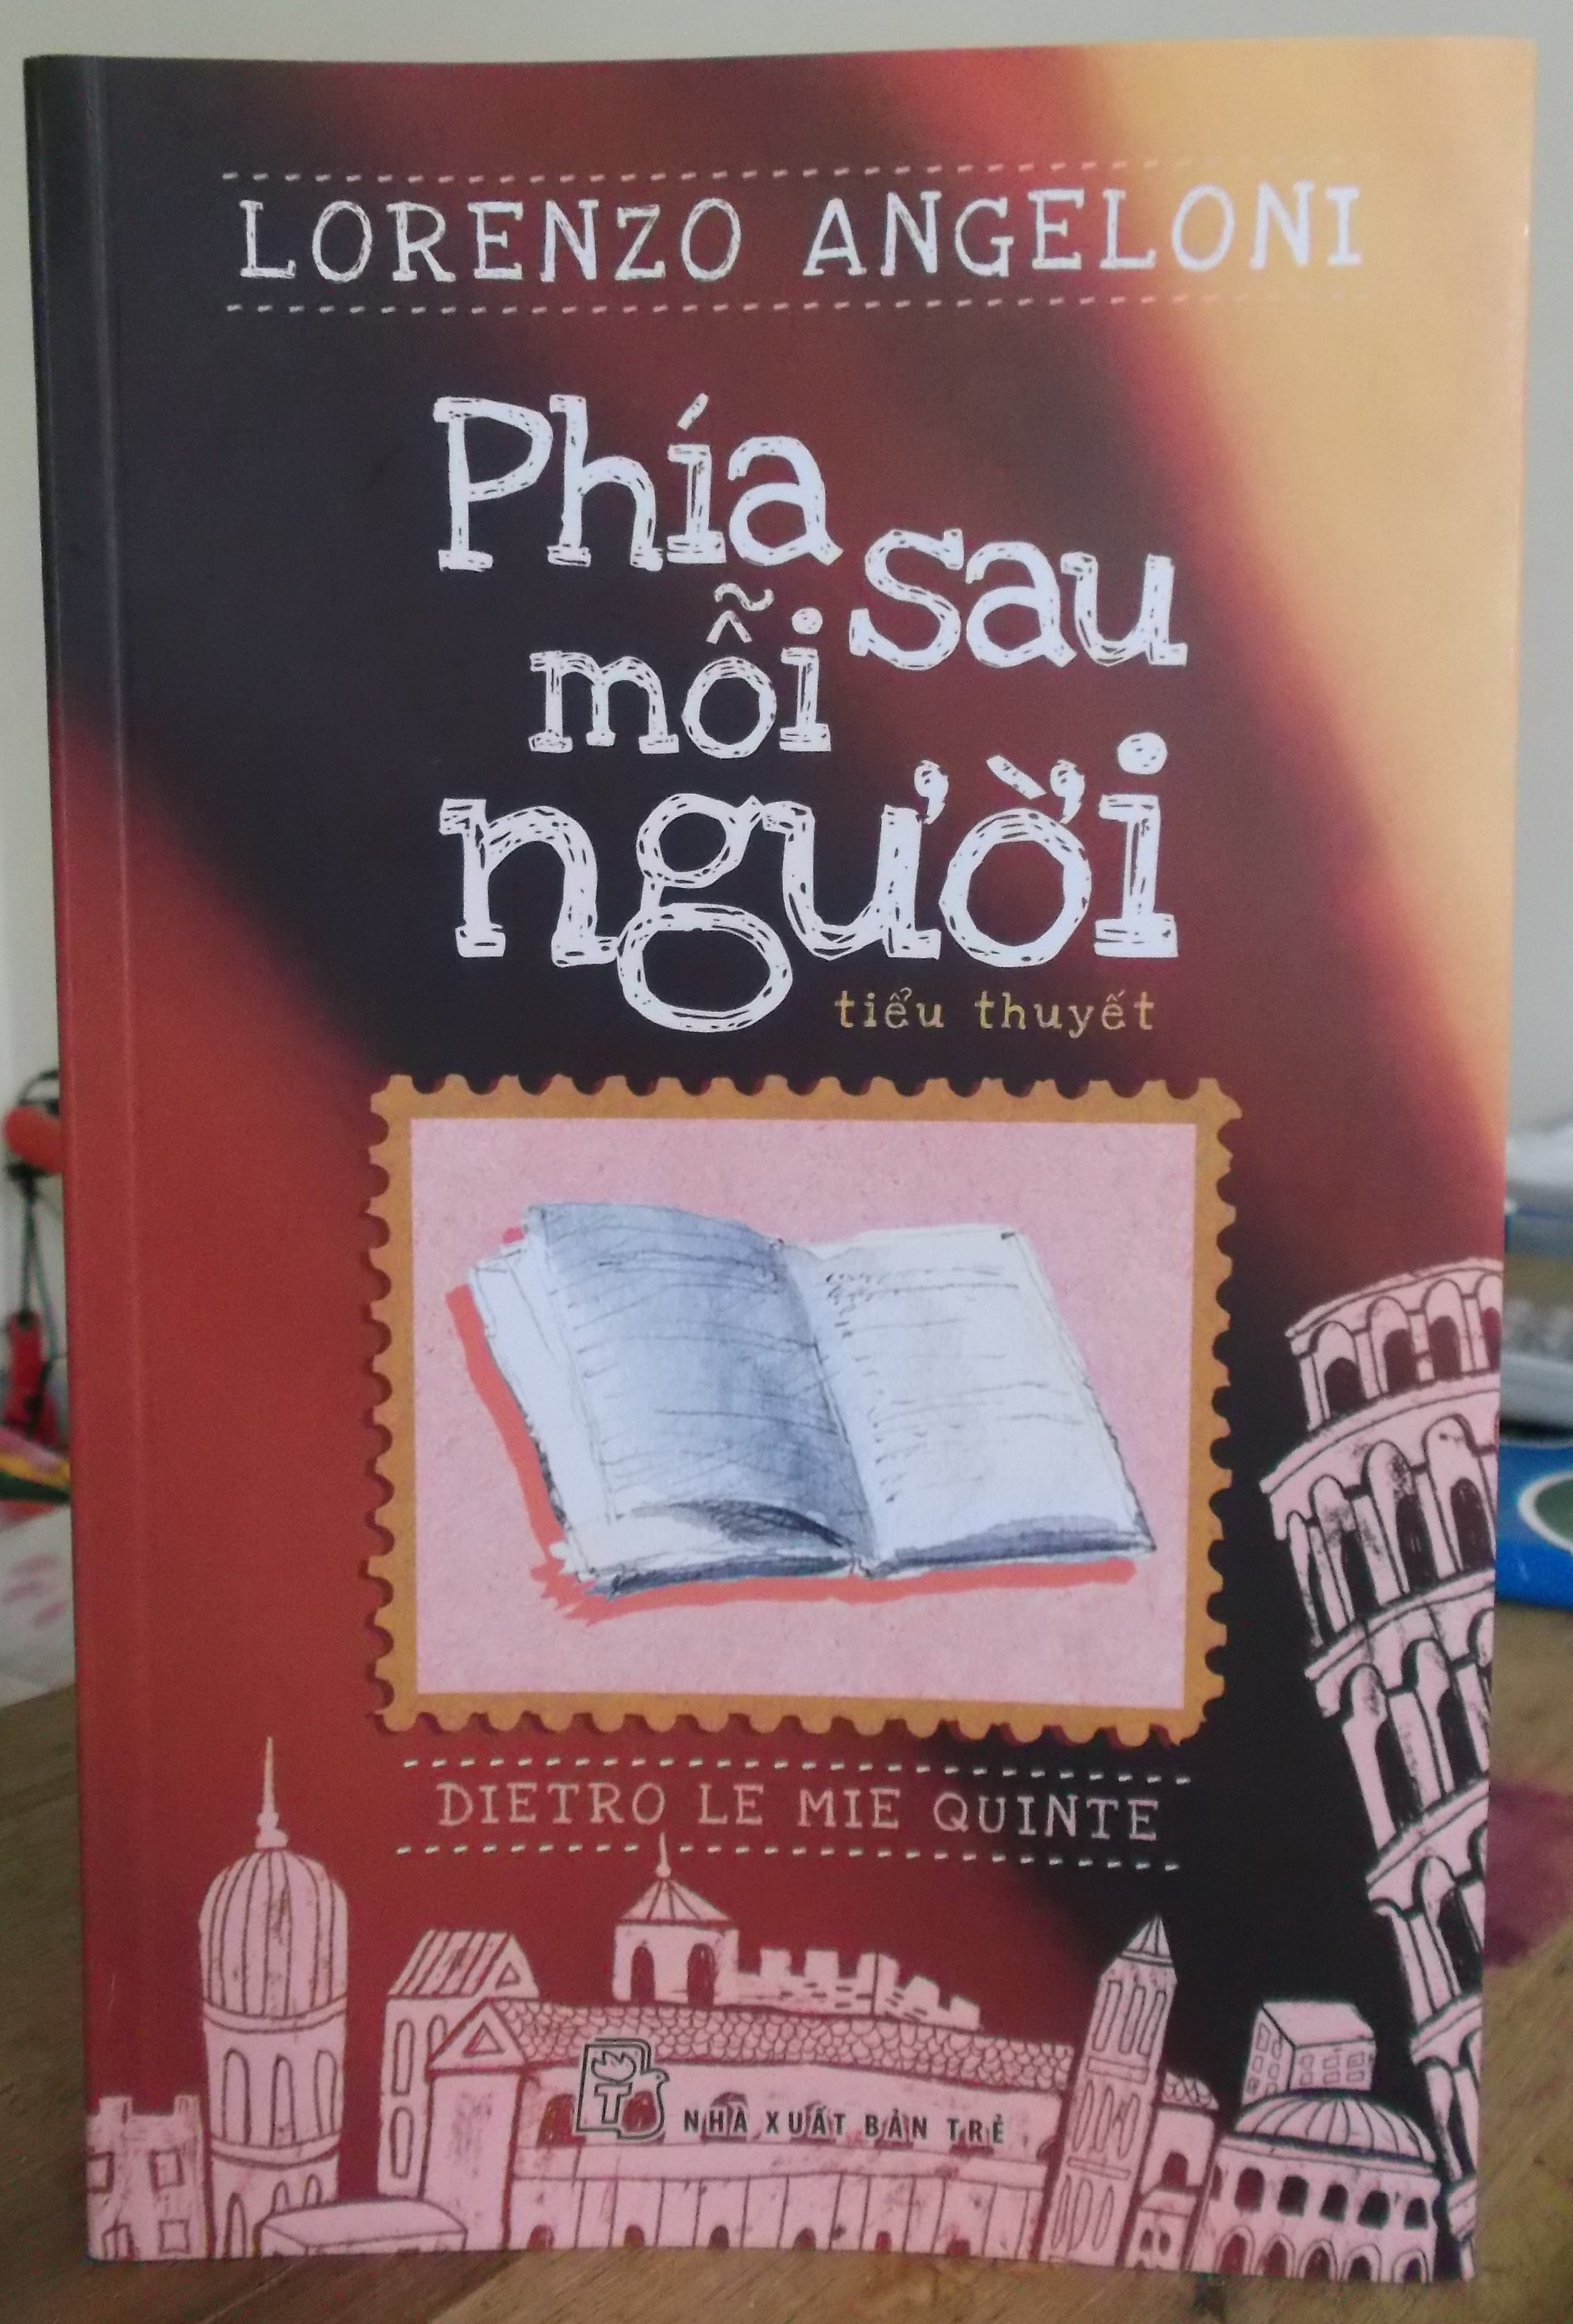 LORENZO ANGELONI
Phía sau
mỗi
người
tiểu thuyết
DIETRO LE MIE QUINTE
NHÀ XUẤT BẢN TRẺ